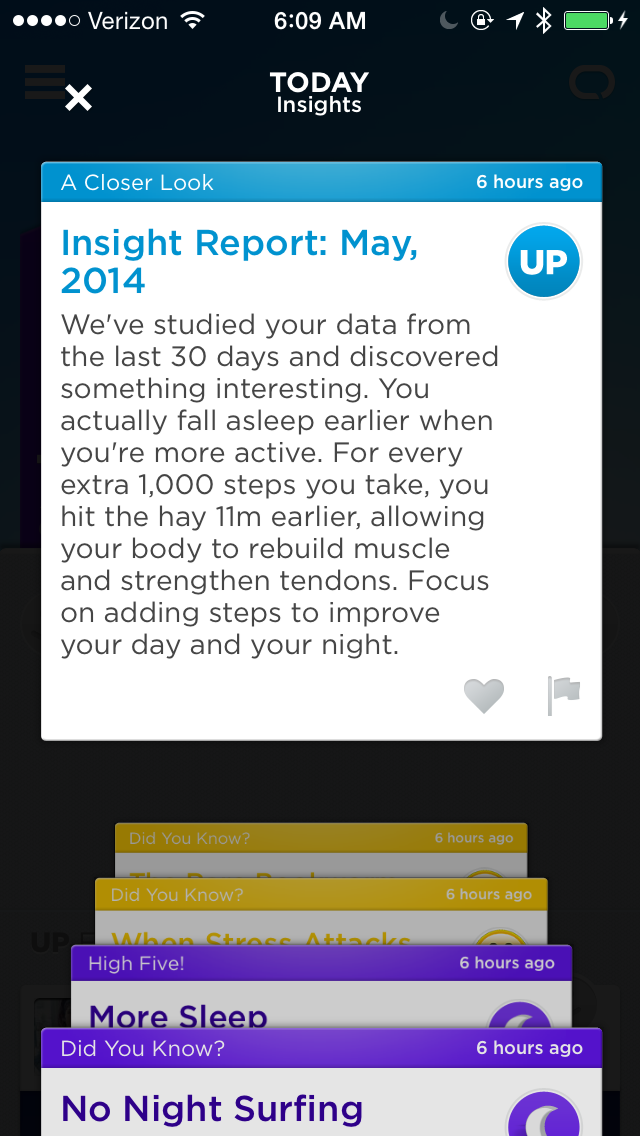 Verizon 6:09 AM
TODAY
Insights
A Closer Look 6 hours ago
Insight Report: May,
2014
UP
We've studied your data from
the last 30 days and discovered
something interesting. You
actually fall asleep earlier when
you're more active. For every
extra 1,000 steps you take, you
hit the hay 11m earlier, allowing
your body to rebuild muscle
and strengthen tendons. Focus
on adding steps to improve
your day and your night.
Did You Know? 6 hours ago
The
Did You Know? 6 hours ago
UP
When Stress Attacks
High Five! 6 hours ago
More Sleep
Did You Know? 6 hours ago
No Night Surfing